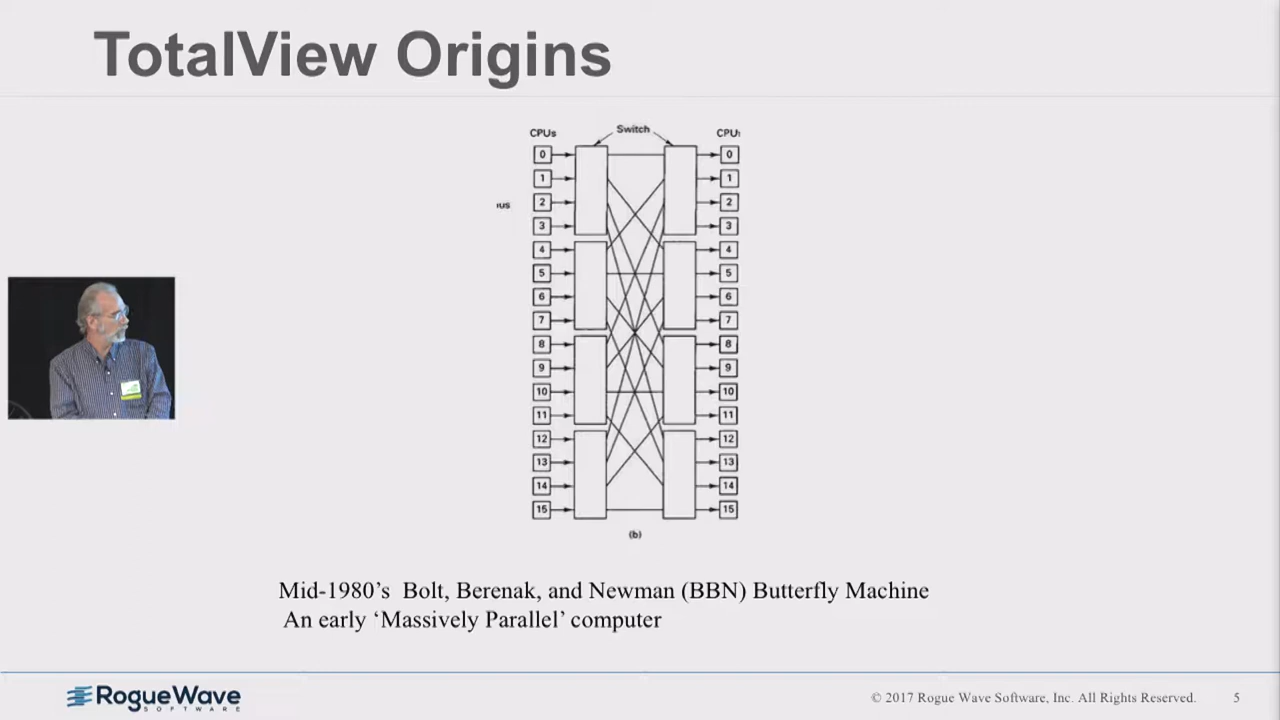 TotalView Origins
CPUs Switch CPU
0 0
1 1
2 2
us
3 3
4 4
5 5
6 6
7 7
8 8
9 9
10 10
11 11
12 12
13 13
14 14
15 15
(b)
Mid-1980’s Bolt, Berenak, and Newman (BBN) Butterfly Machine
An early ‘Massively Parallel’ computer
RogueWave
SOFTWARE
© 2017 Rogue Wave Software, Inc. All Rights Reserved. 5